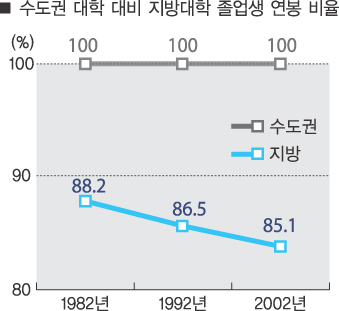 ■ 수도권 대학 대비 지방대학 졸업생 연봉 비율
(%)
100 100 100
100
수도권
지방
90
88.2
86.5
85.1
80
1982년 1992년 2002년